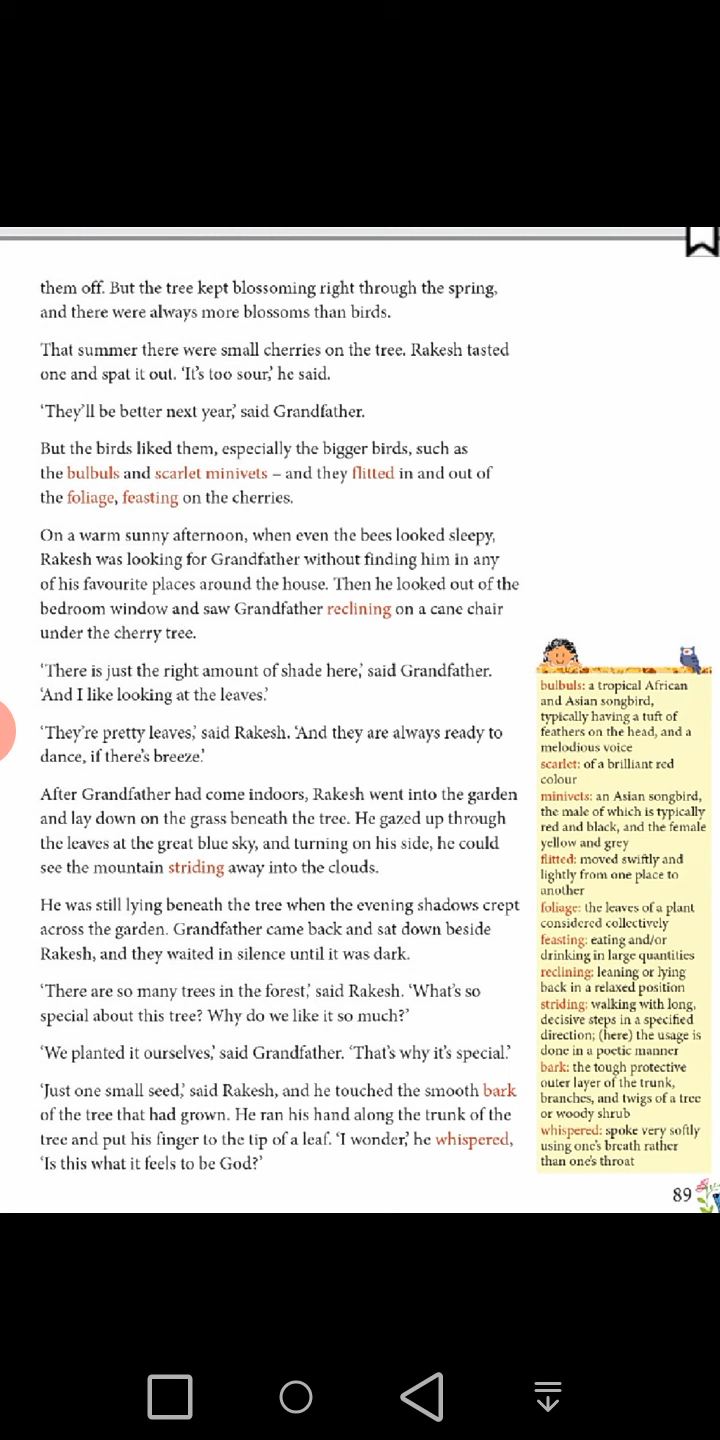 them off. But the tree kept blossoming right through the spring,
and there were always more blossoms than birds.
That summer there were small cherries on the tree. Rakesh tasted
one and spat it out. ‘It’s too sour,’ he said.
‘They’ll be better next year,’ said Grandfather.
But the birds liked them, especially the bigger birds, such as
the bulbuls and scarlet minivets – and they flitted in and out of
the foliage, feasting on the cherries.
On a warm sunny afternoon, when even the bees looked sleepy,
Rakesh was looking for Grandfather without finding him in any
of his favourite places around the house. Then he looked out of the
bedroom window and saw Grandfather reclining on a cane chair
under the cherry tree.
‘There is just the right amount of shade here,’ said Grandfather.
‘And I like looking at the leaves.’
‘They’re pretty leaves,’ said Rakesh. ‘And they are always ready to
dance, if there’s breeze.’
After Grandfather had come indoors, Rakesh went into the garden
and lay down on the grass beneath the tree. He gazed up through
the leaves at the great blue sky, and turning on his side, he could
see the mountain striding away into the clouds.
He was still lying beneath the tree when the evening shadows crept
across the garden. Grandfather came back and sat down beside
Rakesh, and they waited in silence until it was dark.
‘There are so many trees in the forest,’ said Rakesh. ‘What’s so
special about this tree? Why do we like it so much?’
‘We planted it ourselves,’ said Grandfather. ‘That’s why it’s special.’
‘Just one small seed,’ said Rakesh, and he touched the smooth bark
of the tree that had grown. He ran his hand along the trunk of the
tree and put his finger to the tip of a leaf. ‘I wonder,’ he whispered,
‘Is this what it feels to be God?’
bulbuls: a tropical African
and Asian songbird,
typically having a tuft of
feathers on the head, and a
melodious voice
scarlet: of a brilliant red
colour
minivets: an Asian songbird,
the male of which is typically
red and black, and the female
yellow and grey
flitted: moved swiftly and
lightly from one place to
another
foliage: the leaves of a plant
considered collectively
feasting: eating and/or
drinking in large quantities
reclining: leaning or lying
back in a relaxed position
striding: walking with long,
decisive steps in a specified
direction; (here) the usage is
done in a poetic manner
bark: the tough protective
outer layer of the trunk,
branches, and twigs of a tree
or woody shrub
whispered: spoke very softly
using one’s breath rather
than one’s throat
89